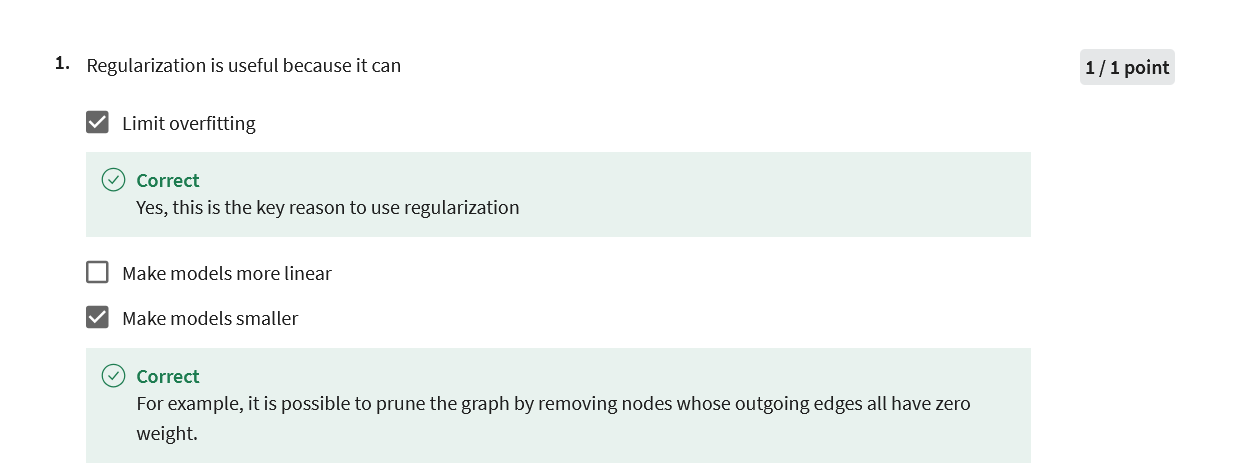 1. Regularization is useful because it can
1 / 1 point
Limit overfitting
Correct
Yes, this is the key reason to use regularization
Make models more linear
Make models smaller
Correct
For example, it is possible to prune the graph by removing nodes whose outgoing edges all have zero
weight.